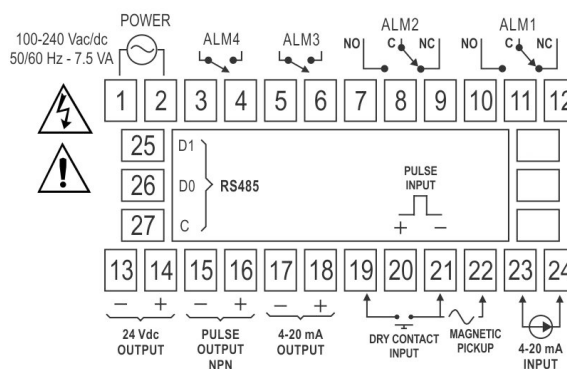 POWER
100-240 Vac/dc
50/60 Hz - 7.5 VA
ALM4
ALM3
ALM2
NO C NC
ALM1
NO C NC
1 2 3 4 5 6 7 8 9 10 11 12
25 D1
26 D0 RS485
27 C
PULSE
INPUT
+ −
13 14 15 16 17 18 19 20 21 22 23 24
− + − + − +
24 Vdc
OUTPUT
PULSE
OUTPUT
NPN
4-20 mA
OUTPUT
DRY CONTACT
INPUT
MAGNETIC
PICKUP
4-20 mA
INPUT